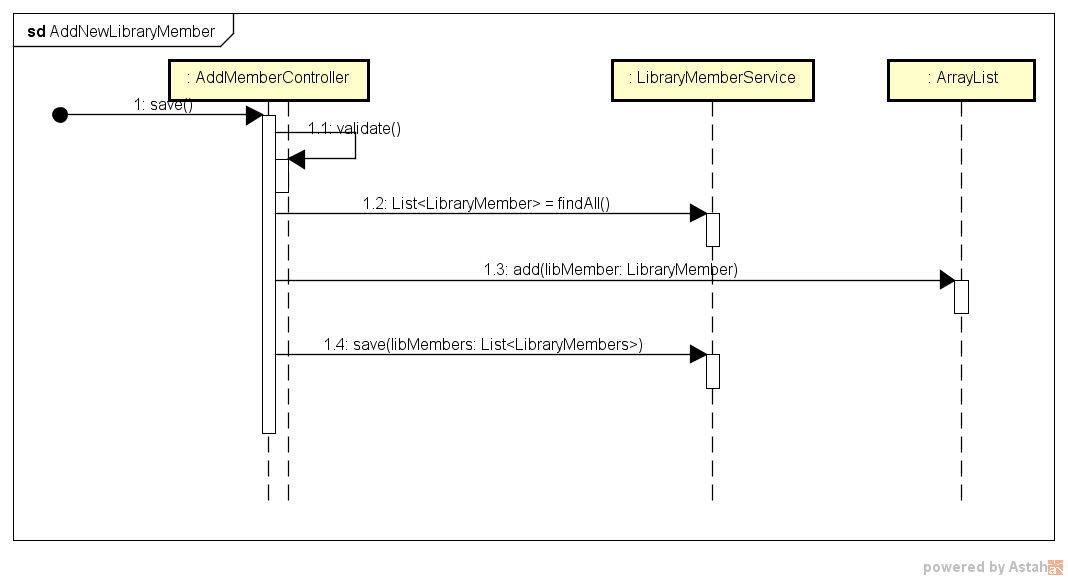 sd AddNewLibraryMember
: AddMemberController
: LibraryMemberService
: ArrayList
1: save()
1.1: validate()
1.2: List<LibraryMember> = findAll()
1.3: add(libMember: LibraryMember)
1.4: save(libMembers: List<LibraryMembers>)
powered by Astah